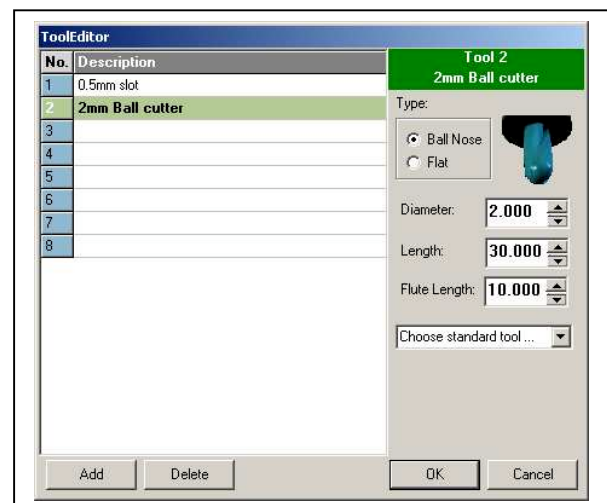 ToolEditor
No. Description
1 0.5mm slot
2 2mm Ball cutter
3
4
5
6
7
8
Tool 2
2mm Ball cutter
Type:
Ball Nose
Flat
Diameter: 2.000
Length: 30.000
Flute Length: 10.000
Choose standard tool ...
Add Delete OK Cancel